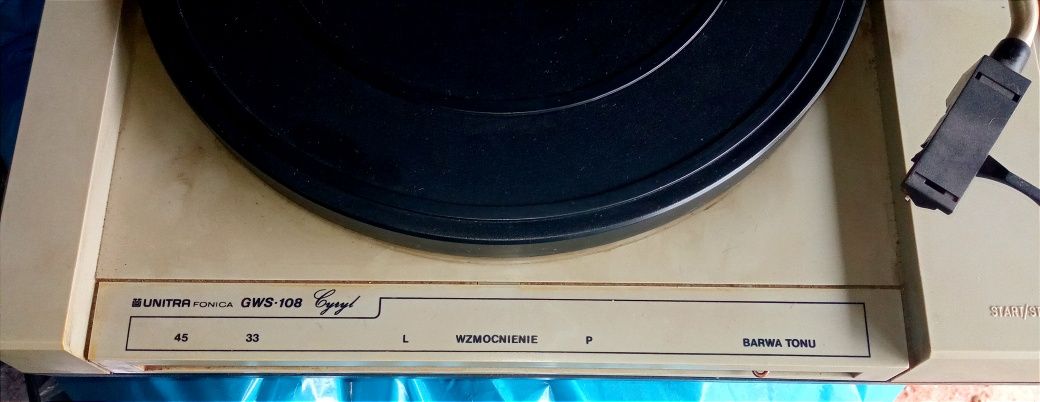 UNITRA FONICA GWS·108 Cyryl
45 33 L WZMOCNIENIE P BARWA TONU
START/ST